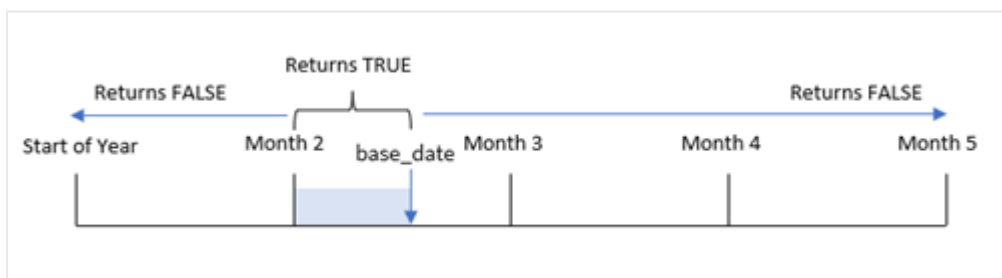 Returns TRUE
Returns FALSE
Returns FALSE
Start of Year
Month 2
base_date
Month 3
Month 4
Month 5